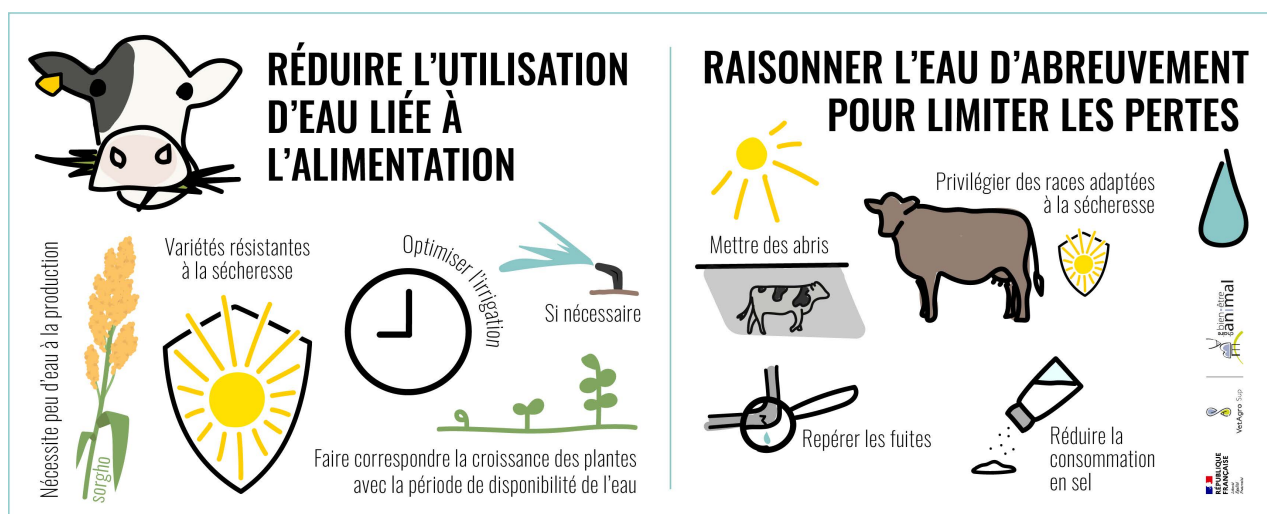 RÉDUIRE L'UTILISATION
D'EAU LIÉE À
L'ALIMENTATION
Nécessite peu d'eau à la production
sorgho
Variétés résistantes
à la sécheresse
Optimiser l'irrigation
Si nécessaire
Faire correspondre la croissance des plantes
avec la période de disponibilité de l'eau
RAISONNER L'EAU D'ABREUVEMENT
POUR LIMITER LES PERTES
Mettre des abris
Privilégier des races adaptées
à la sécheresse
Repérer les fuites
Réduire la
consommation
en sel
bien-être
animal
VetAgro Sup
RÉPUBLIQUE
FRANÇAISE